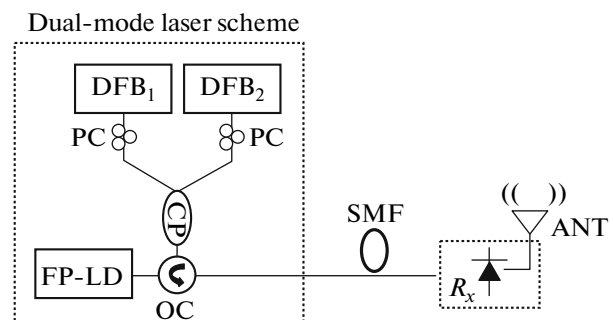 Dual-mode laser scheme
DFB₁ DFB₂
PC PC
CP
SMF
(( ))
ANT
FP-LD
OC
Rₓ